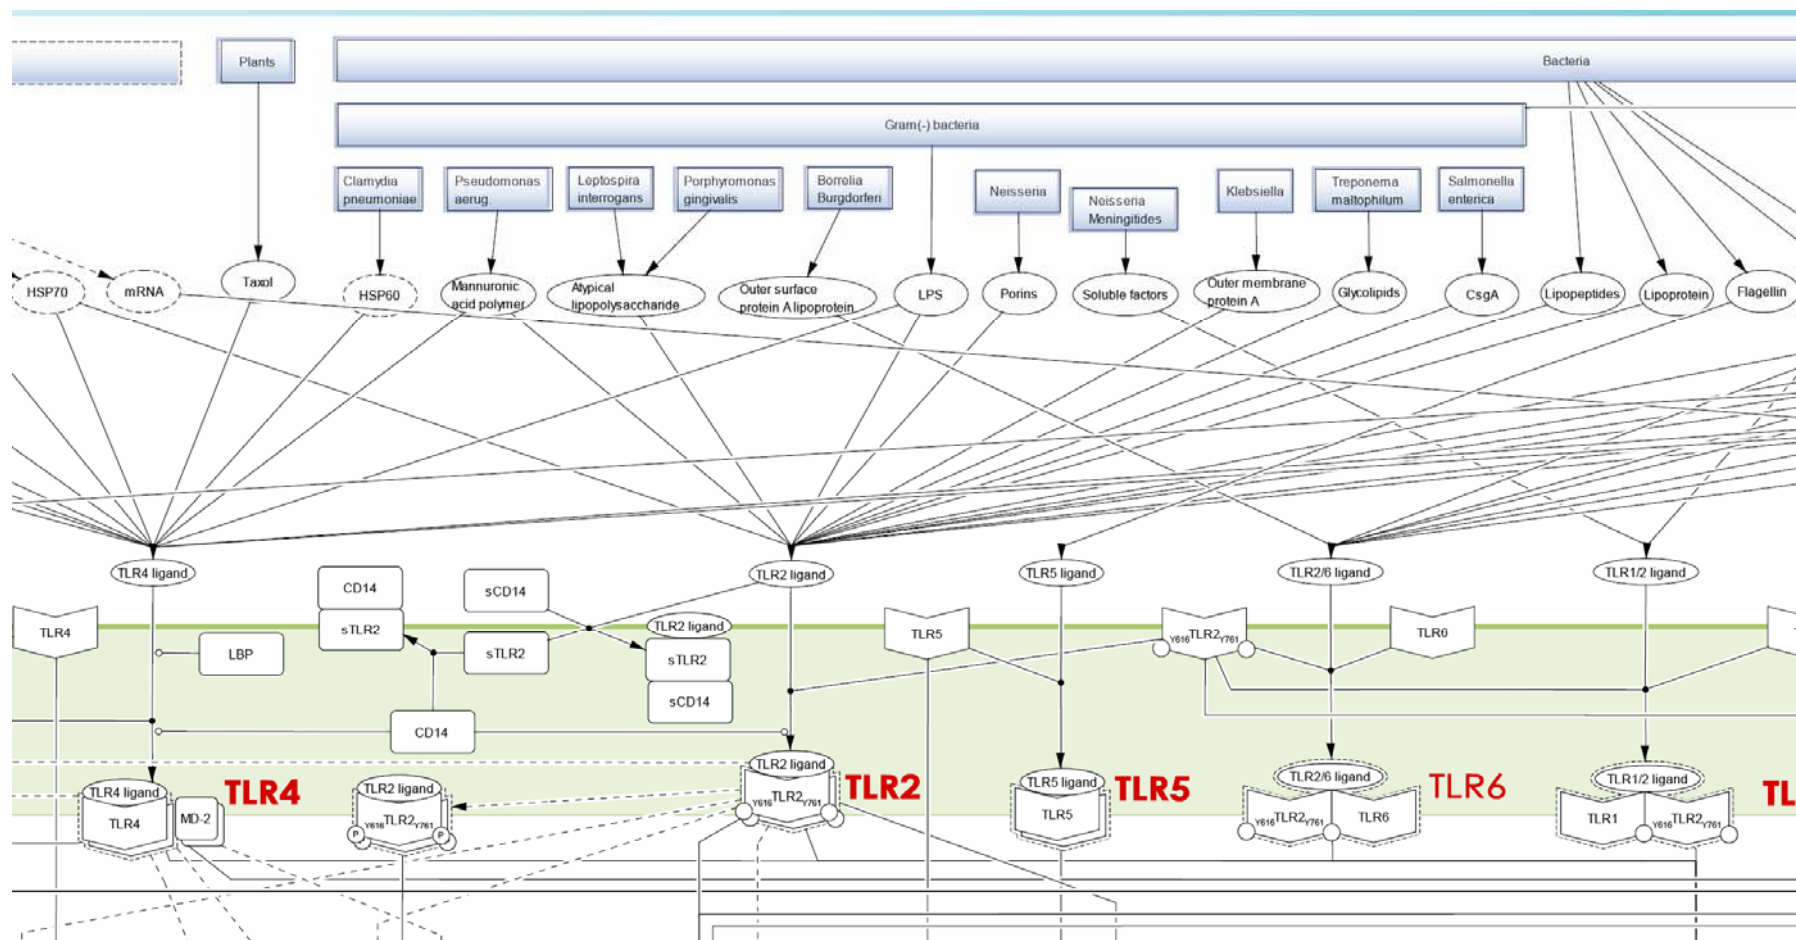 Plants
Bacteria
Gram(-) bacteria
Clamydia
pneumoniae
Pseudomonas
aerug.
Leptospira
interrogans
Porphyromonas
gingivalis
Borrelia
Burgdorferi
Neisseria
Neisseria
Meningitides
Klebsiella
Treponema
maltophilum
Salmonella
enterica
HSP70
mRNA
Taxol
HSP60
Mannuronic
acid polymer
Atypical
lipopolysaccharide
Outer surface
protein A lipoprotein
LPS
Porins
Soluble factors
Outer membrane
protein A
Glycolipids
CsgA
Lipopeptides
Lipoprotein
Flagellin
TLR4 ligand
TLR2 ligand
TLR5 ligand
TLR2/6 ligand
TLR1/2 ligand
CD14
sTLR2
sCD14
sTLR2
TLR2 ligand
sTLR2
sCD14
TLR4
LBP
CD14
TLR5
Y616TLR2Y761
TLR6
TLR4 ligand
TLR4
MD-2
TLR4
TLR2 ligand
Y616TLR2Y761
P
P
TLR2 ligand
Y616TLR2Y761
TLR2
TLR5 ligand
TLR5
TLR5
TLR2/6 ligand
Y616TLR2Y761
TLR6
TLR6
TLR1/2 ligand
TLR1
Y616TLR2Y761
TL